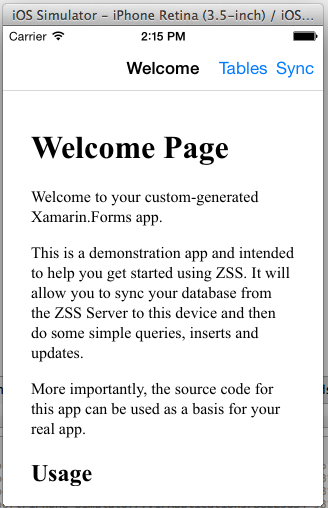 iOS Simulator - iPhone Retina (3.5-inch) / iOS...
Carrier 2:15 PM
Welcome Tables Sync
Welcome Page
Welcome to your custom-generated
Xamarin.Forms app.
This is a demonstration app and intended
to help you get started using ZSS. It will
allow you to sync your database from
the ZSS Server to this device and then
do some simple queries, inserts and
updates.
More importantly, the source code for
this app can be used as a basis for your
real app.
Usage